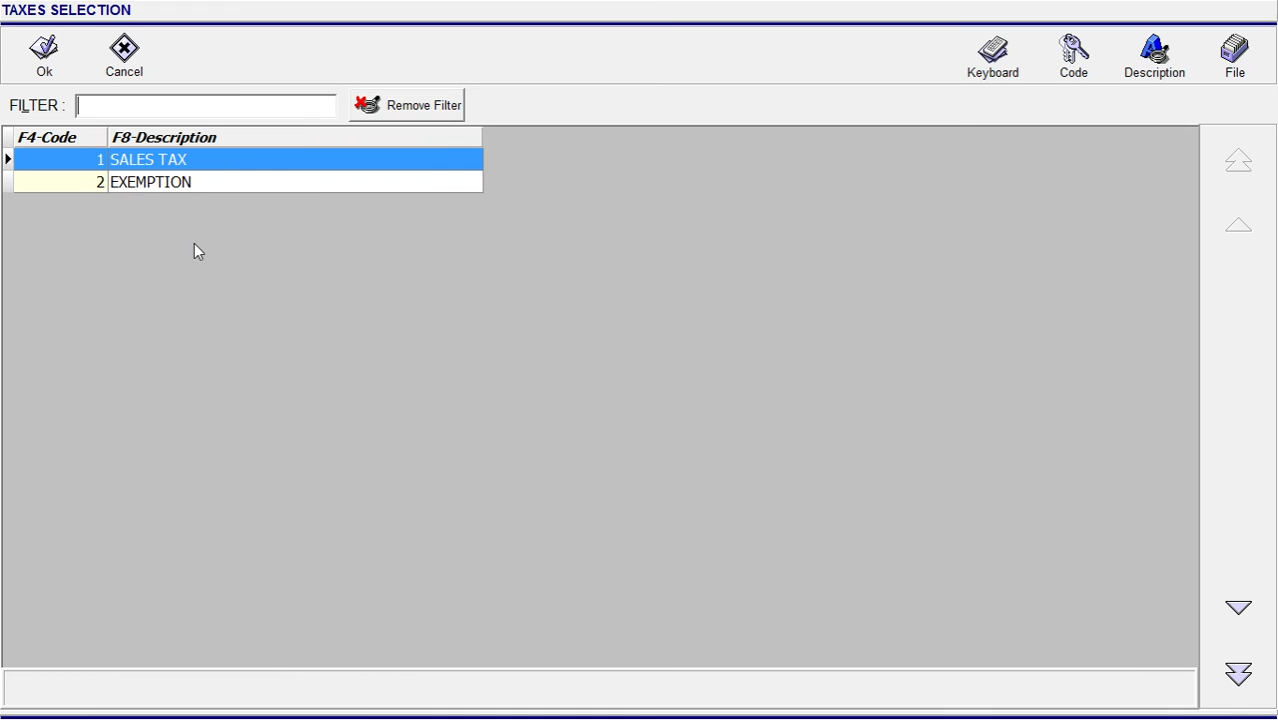 TAXES SELECTION
Ok Cancel Keyboard Code Description File
FILTER : Remove Filter
F4-Code F8-Description
1 SALES TAX
2 EXEMPTION